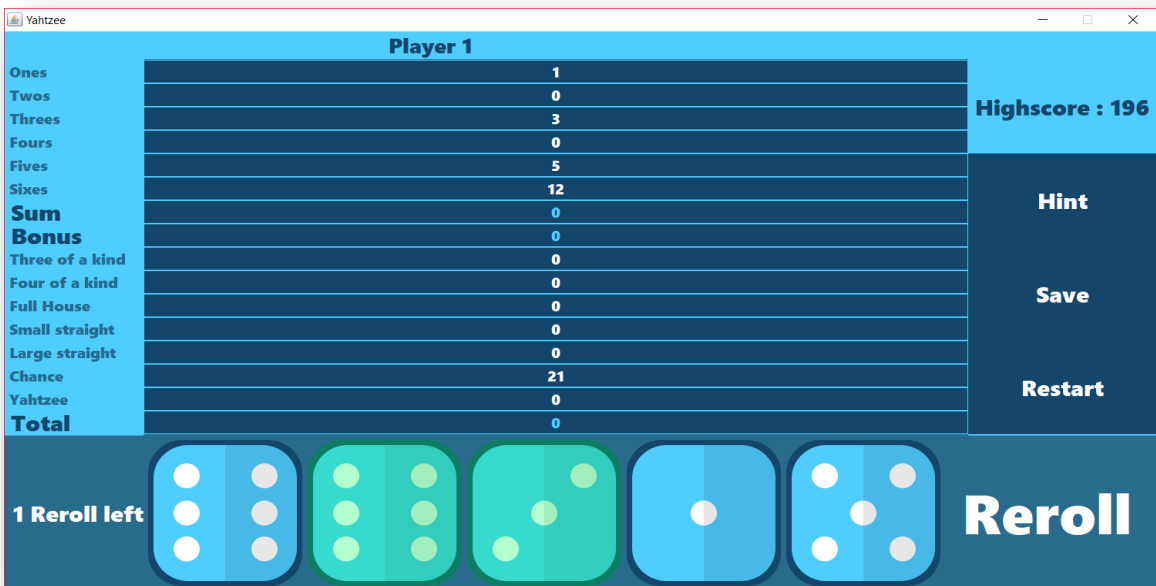 Yahtzee
Player 1
Ones 1
Twos 0
Threes 3
Fours 0
Fives 5
Sixes 12
Sum 0
Bonus 0
Three of a kind 0
Four of a kind 0
Full House 0
Small straight 0
Large straight 0
Chance 21
Yahtzee 0
Total 0
Highscore : 196
Hint
Save
Restart
1 Reroll left
Reroll